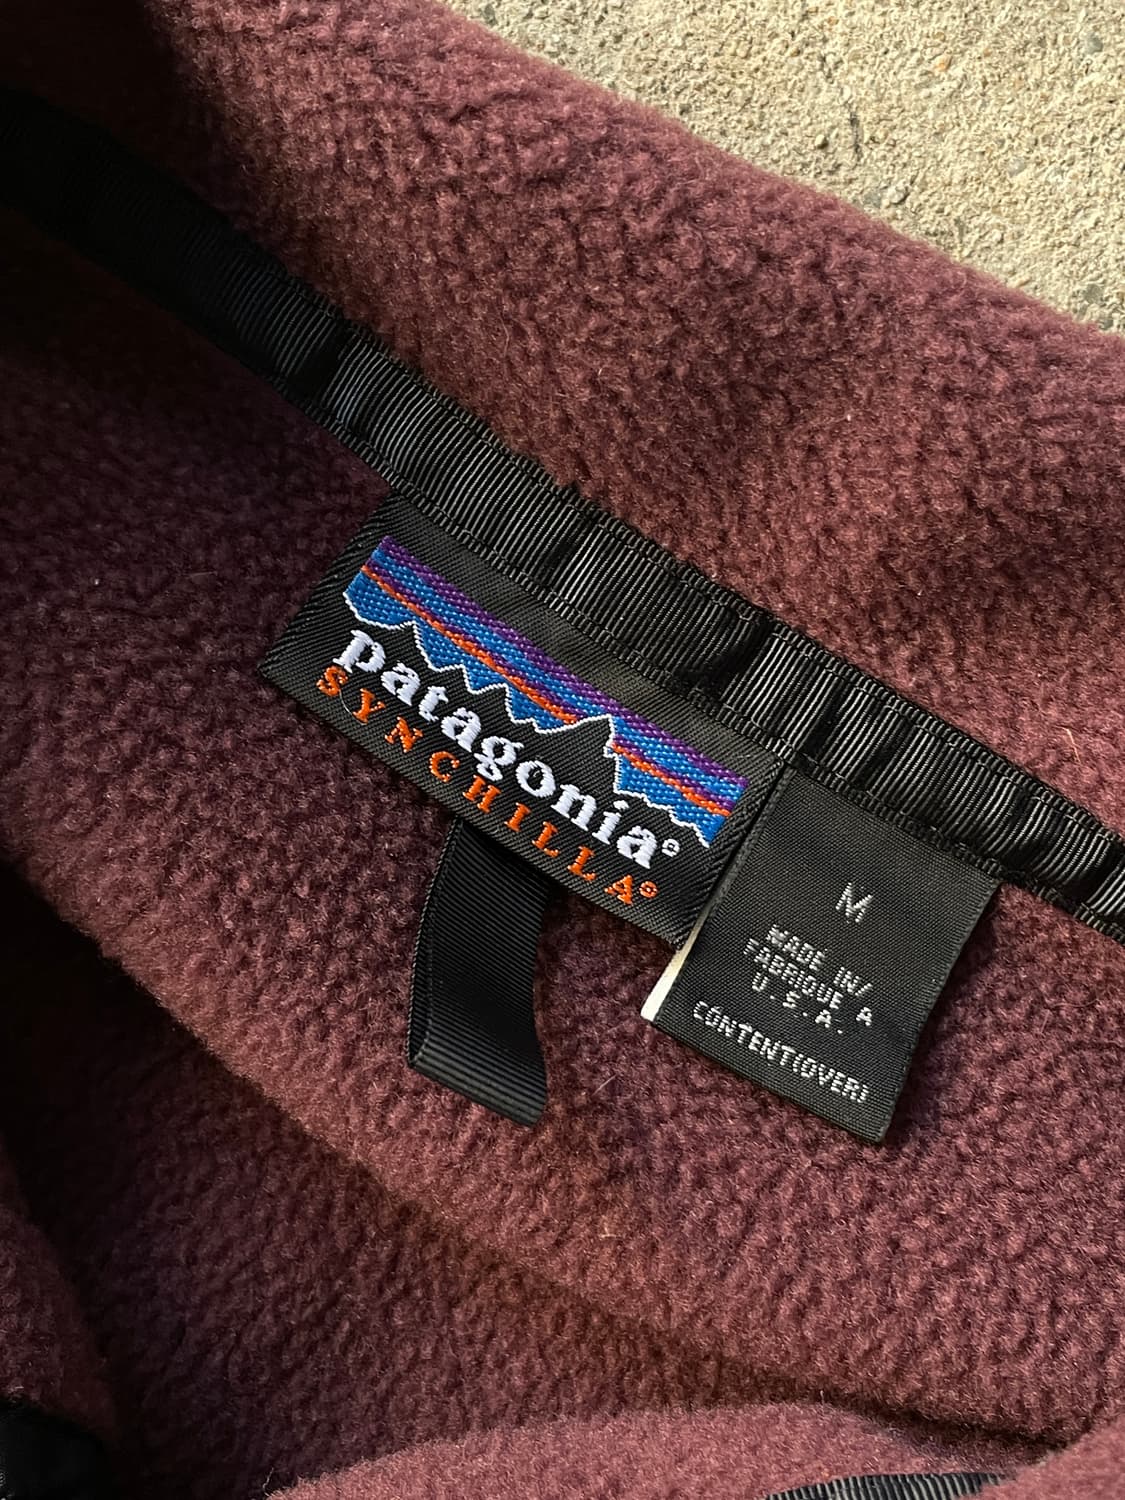 patagonia®
SYNCHILLA®
M
MADE IN/
FABRIQUE A
U.S.A.
CONTENT(OVER)